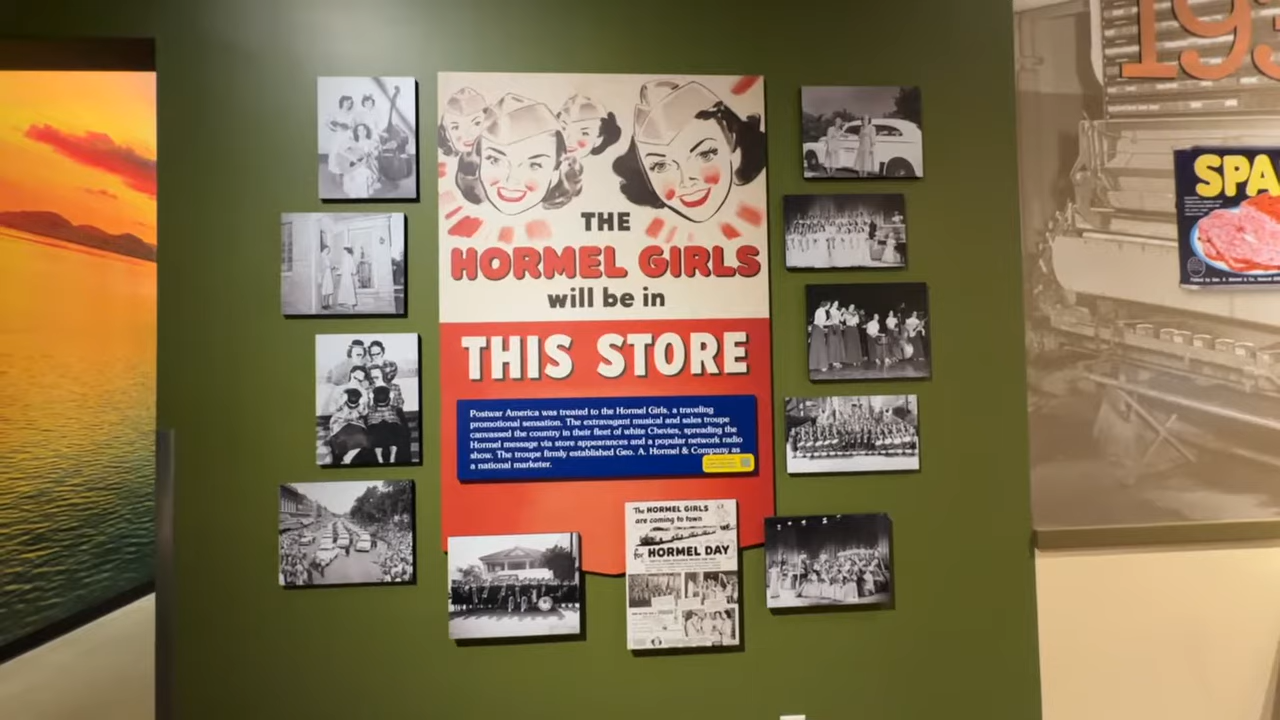 THE
HORMEL GIRLS
will be in
THIS STORE
Postwar America was treated to the Hormel Girls, a traveling
promotional sensation. The extravagant musical and sales troupe
canvassed the country in their fleet of white Chevies, spreading the
Hormel message via store appearances and a popular network radio
show. The troupe firmly established Geo. A. Hormel & Company as
a national marketer.
The HORMEL GIRLS
are coming to town
for HORMEL DAY
193
SPA